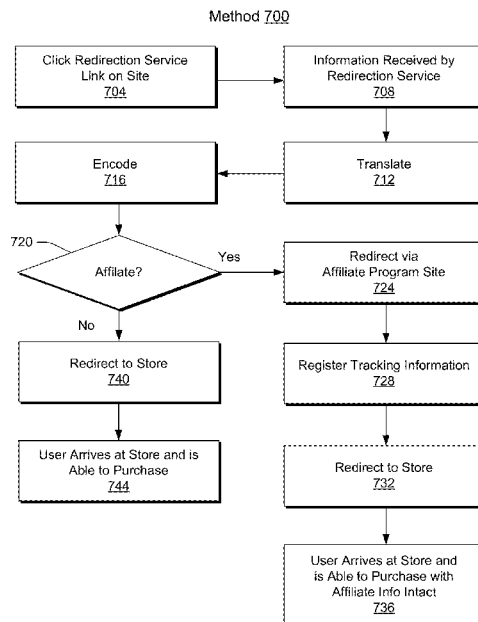 Method 700
Click Redirection Service
Link on Site
704
Information Received by
Redirection Service
708
Encode
716
Translate
712
720
Affilate?
Yes
No
Redirect via
Affiliate Program Site
724
Redirect to Store
740
Register Tracking Information
728
User Arrives at Store and is
Able to Purchase
744
Redirect to Store
732
User Arrives at Store and
is Able to Purchase with
Affiliate Info Intact
736